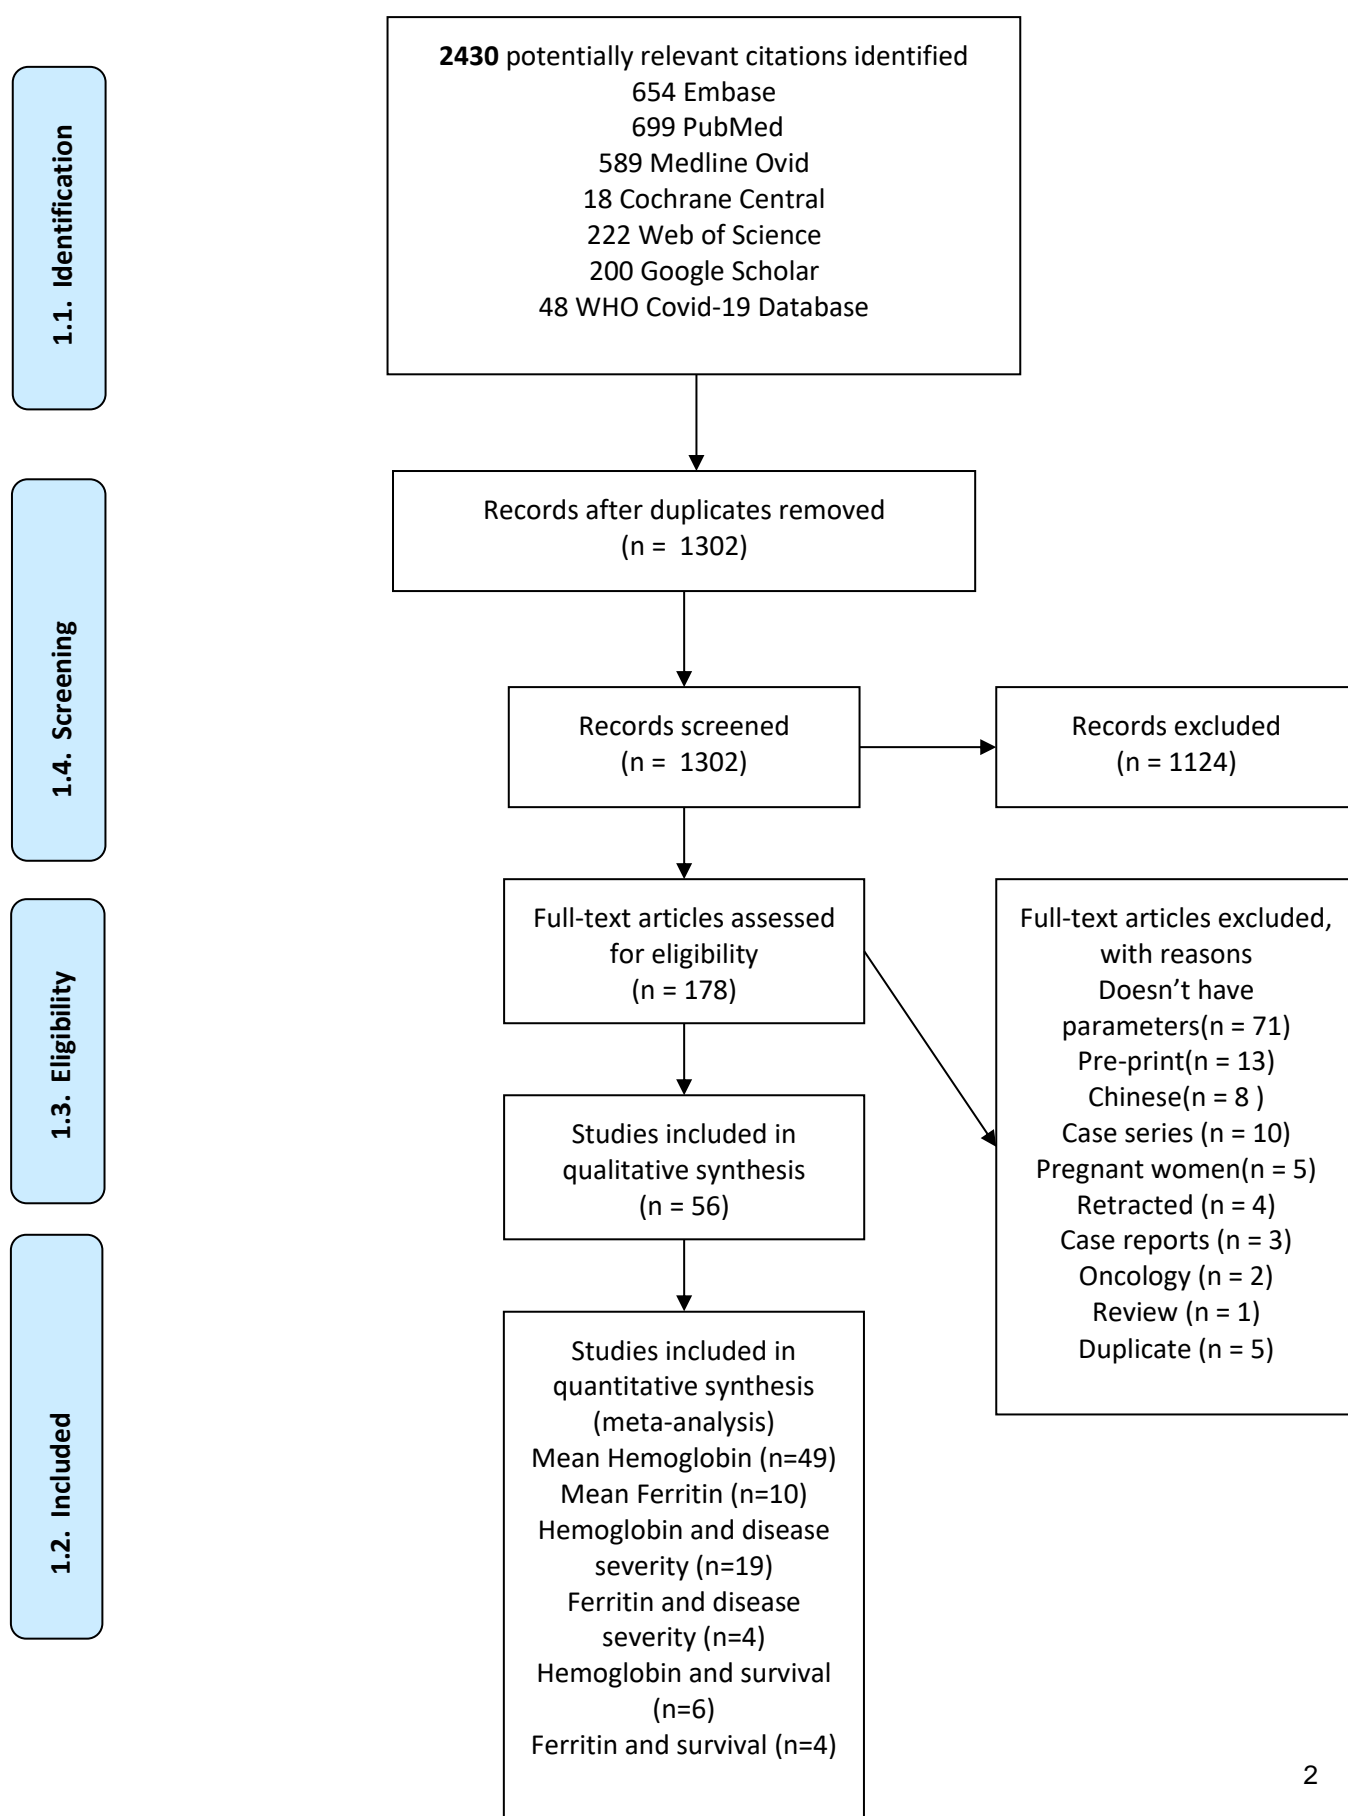 2430 potentially relevant citations identified
654 Embase
699 PubMed
589 Medline Ovid
18 Cochrane Central
222 Web of Science
200 Google Scholar
48 WHO Covid-19 Database
1.1. Identification
Records after duplicates removed
(n = 1302)
1.4. Screening
Records screened
(n = 1302)
Records excluded
(n = 1124)
1.3. Eligibility
Full-text articles assessed
for eligibility
(n = 178)
Full-text articles excluded,
with reasons
Doesn't have
parameters(n = 71)
Pre-print(n = 13)
Chinese(n = 8 )
Case series (n = 10)
Pregnant women(n = 5)
Retracted (n = 4)
Case reports (n = 3)
Oncology (n = 2)
Review (n = 1)
Duplicate (n = 5)
Studies included in
qualitative synthesis
(n = 56)
1.2. Included
Studies included in
quantitative synthesis
(meta-analysis)
Mean Hemoglobin (n=49)
Mean Ferritin (n=10)
Hemoglobin and disease
severity (n=19)
Ferritin and disease
severity (n=4)
Hemoglobin and survival
(n=6)
Ferritin and survival (n=4)
2